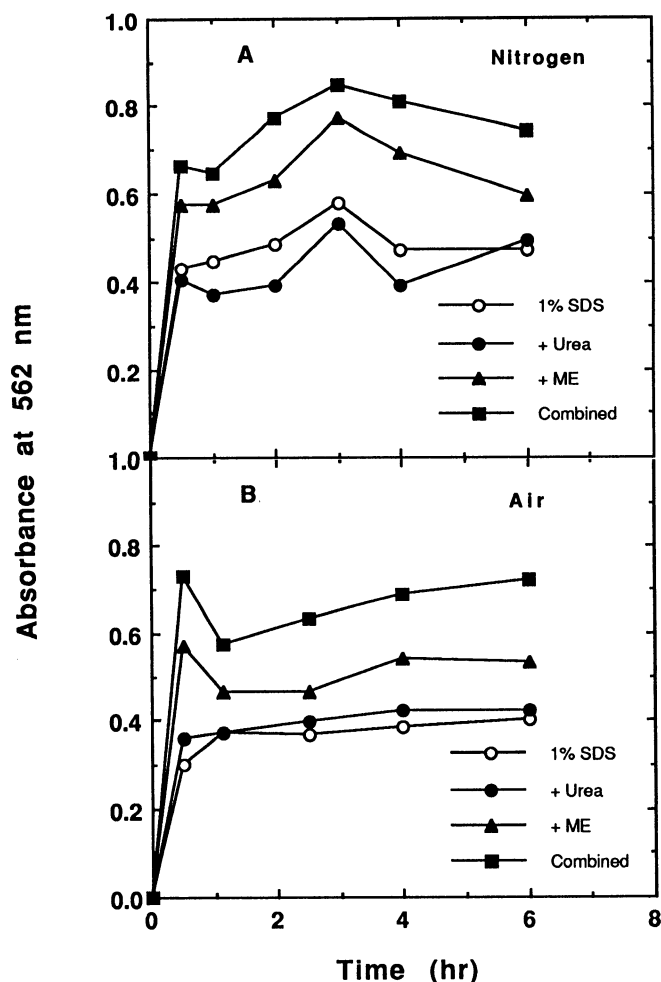 Absorbance at 562 nm
1.0
A
Nitrogen
0.8
0.6
0.4
0.2
1% SDS
+ Urea
+ ME
Combined
1.0
B
Air
0.8
0.6
0.4
0.2
0.0
1% SDS
+ Urea
+ ME
Combined
0 2 4 6 8
Time (hr)